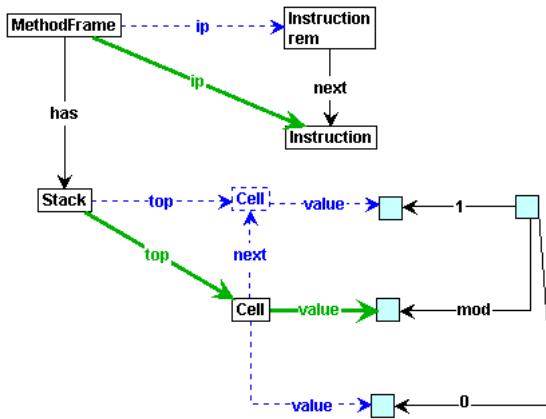 MethodFrame
ip
Instruction
rem
ip
next
has
Instruction
Stack
top
Cell
value
1
top
next
Cell
value
mod
value
0